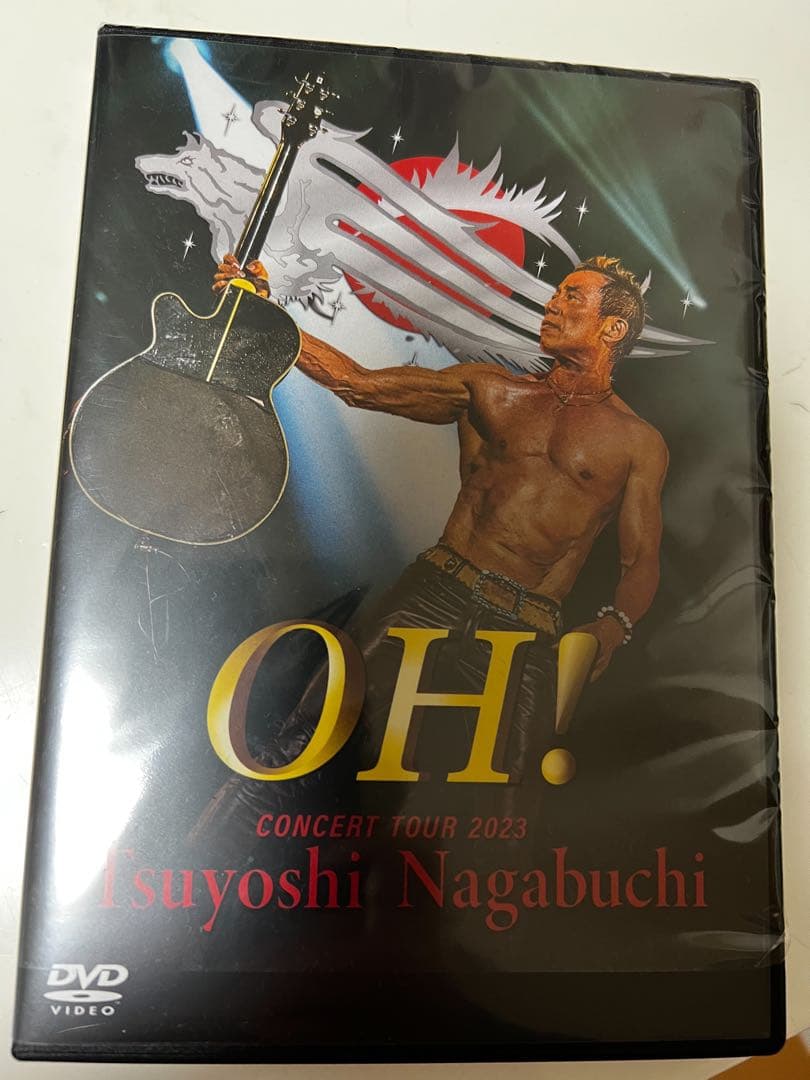 OH!
CONCERT TOUR 2023
Tsuyoshi Nagabuchi
DVD
VIDEO